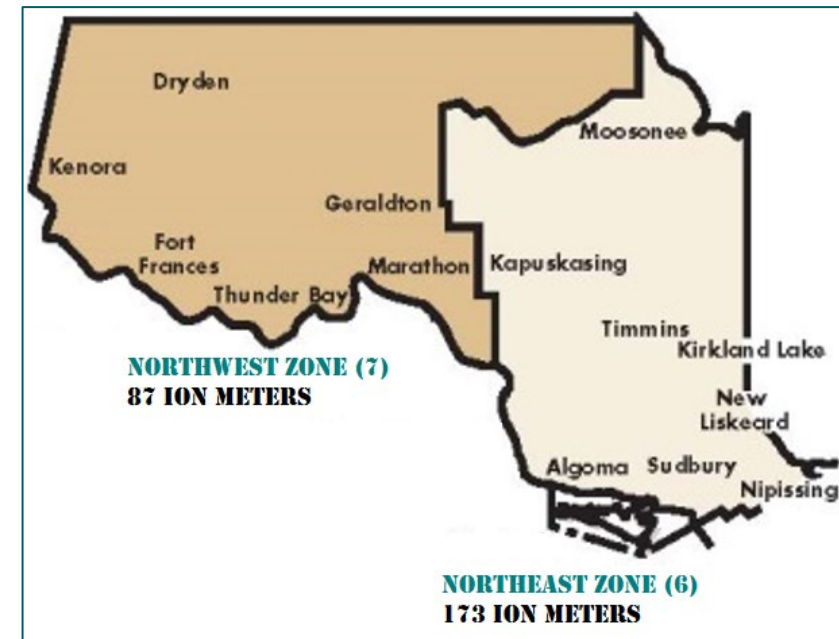 Dryden
Moosonee
Kenora
Geraldton
Fort
Frances
Marathon
Kapuskasing
Thunder Bay
Timmins
Kirkland Lake
NORTHWEST ZONE (7)
87 ION METERS
New
Liskeard
Algoma
Sudbury
Nipissing
NORTHEAST ZONE (6)
173 ION METERS